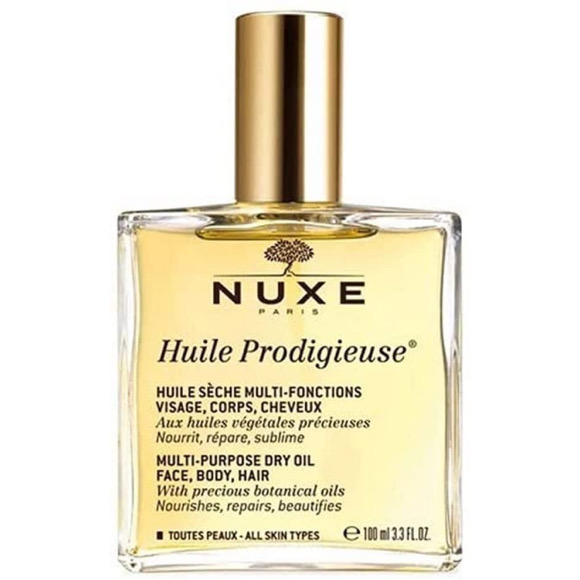 NUXE
PARIS
Huile Prodigieuse®
HUILE SÈCHE MULTI-FONCTIONS
VISAGE, CORPS, CHEVEUX
Aux huiles végétales précieuses
Nourrit, répare, sublime
MULTI-PURPOSE DRY OIL
FACE, BODY, HAIR
With precious botanical oils
Nourishes, repairs, beautifies
■ TOUTES PEAUX - ALL SKIN TYPES
℮ 100 ml 3.3 FL.OZ.